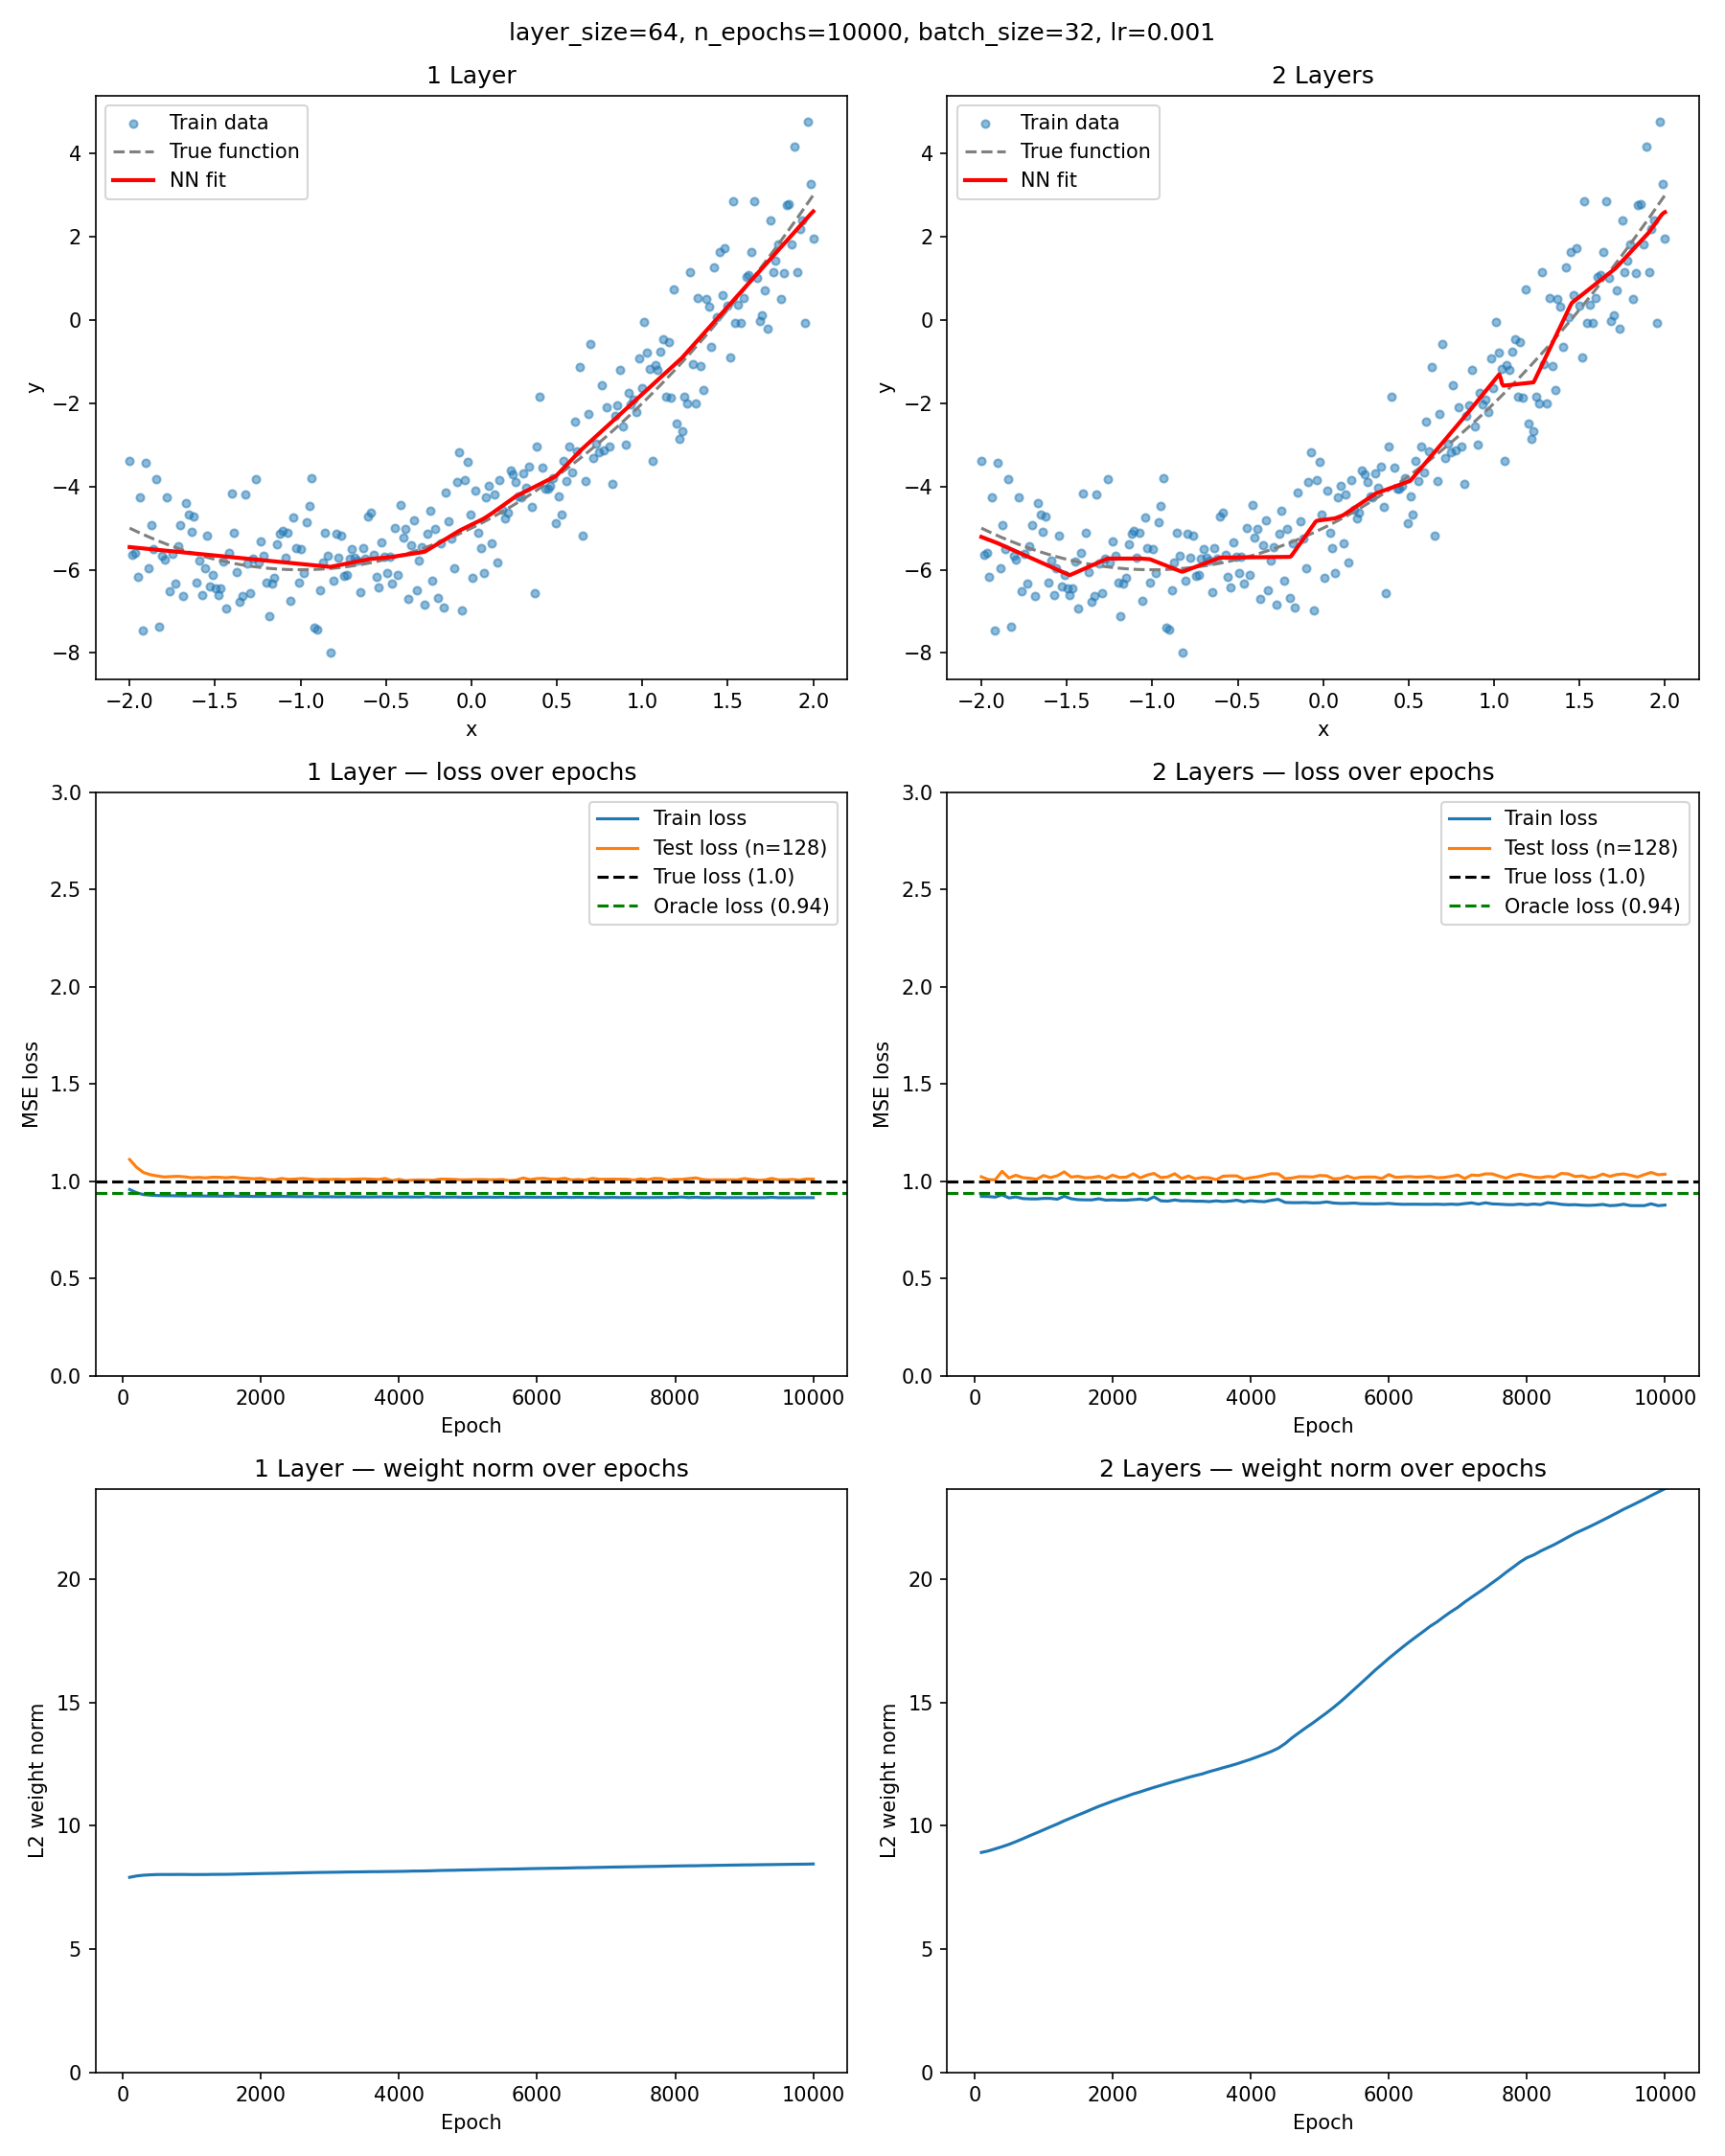 layer_size=64, n_epochs=10000, batch_size=32, lr=0.001
1 Layer
Train data
True function
NN fit
4
2
0
−2
−4
−6
−8
y
−2.0 −1.5 −1.0 −0.5 0.0 0.5 1.0 1.5 2.0
x
2 Layers
Train data
True function
NN fit
4
2
0
−2
−4
−6
−8
y
−2.0 −1.5 −1.0 −0.5 0.0 0.5 1.0 1.5 2.0
x
1 Layer — loss over epochs
Train loss
Test loss (n=128)
True loss (1.0)
Oracle loss (0.94)
3.0
2.5
2.0
1.5
1.0
0.5
0.0
MSE loss
0 2000 4000 6000 8000 10000
Epoch
2 Layers — loss over epochs
Train loss
Test loss (n=128)
True loss (1.0)
Oracle loss (0.94)
3.0
2.5
2.0
1.5
1.0
0.5
0.0
MSE loss
0 2000 4000 6000 8000 10000
Epoch
1 Layer — weight norm over epochs
20
15
10
5
0
L2 weight norm
0 2000 4000 6000 8000 10000
Epoch
2 Layers — weight norm over epochs
20
15
10
5
0
L2 weight norm
0 2000 4000 6000 8000 10000
Epoch